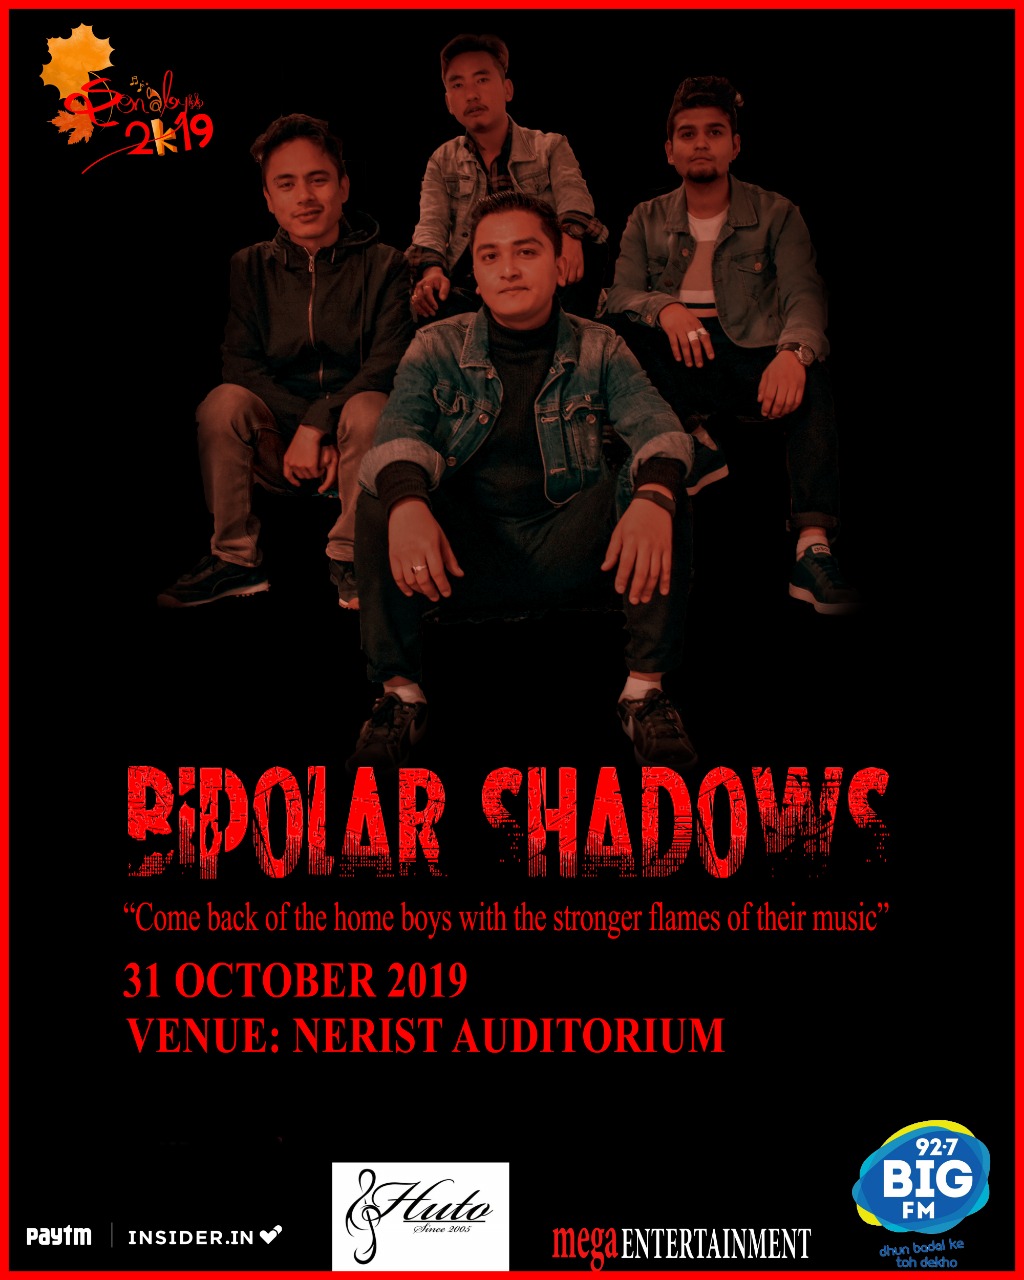 Sonabyss
2k19
BIPOLAR SHADOWS
“Come back of the home boys with the stronger flames of their music”
31 OCTOBER 2019
VENUE: NERIST AUDITORIUM
paytm | INSIDER.IN
Huto
Since 2005
mega ENTERTAINMENT
92.7
BIG
FM
dhun badal ke
toh dekho